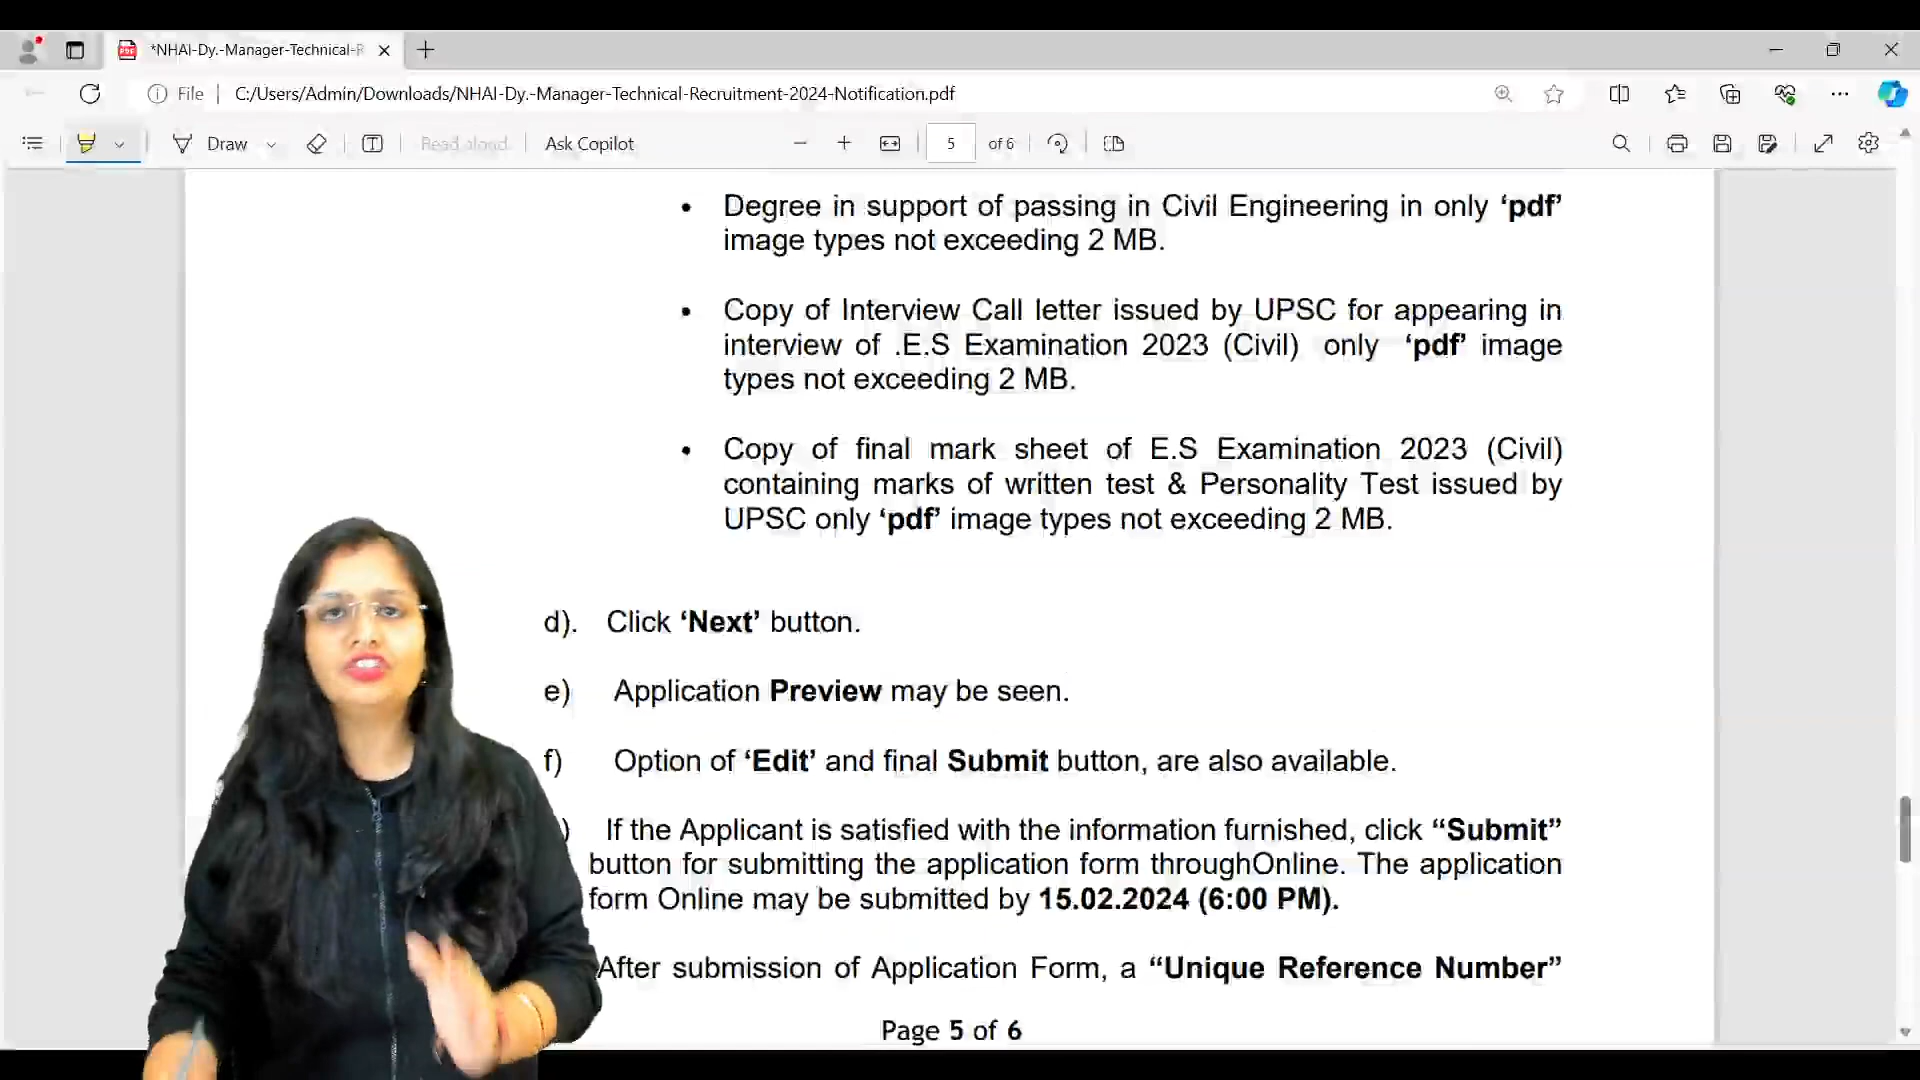 *NHAI-Dy.-Manager-Technical-R
File
C:/Users/Admin/Downloads/NHAI-Dy.-Manager-Technical-Recruitment-2024-Notification.pdf
Draw
Read aloud
Ask Copilot
5
of 6
• Degree in support of passing in Civil Engineering in only ‘pdf’
image types not exceeding 2 MB.
• Copy of Interview Call letter issued by UPSC for appearing in
interview of .E.S Examination 2023 (Civil) only ‘pdf’ image
types not exceeding 2 MB.
• Copy of final mark sheet of E.S Examination 2023 (Civil)
containing marks of written test & Personality Test issued by
UPSC only ‘pdf’ image types not exceeding 2 MB.
d). Click ‘Next’ button.
e) Application Preview may be seen.
f) Option of ‘Edit’ and final Submit button, are also available.
) If the Applicant is satisfied with the information furnished, click “Submit”
button for submitting the application form throughOnline. The application
form Online may be submitted by 15.02.2024 (6:00 PM).
After submission of Application Form, a “Unique Reference Number”
Page 5 of 6